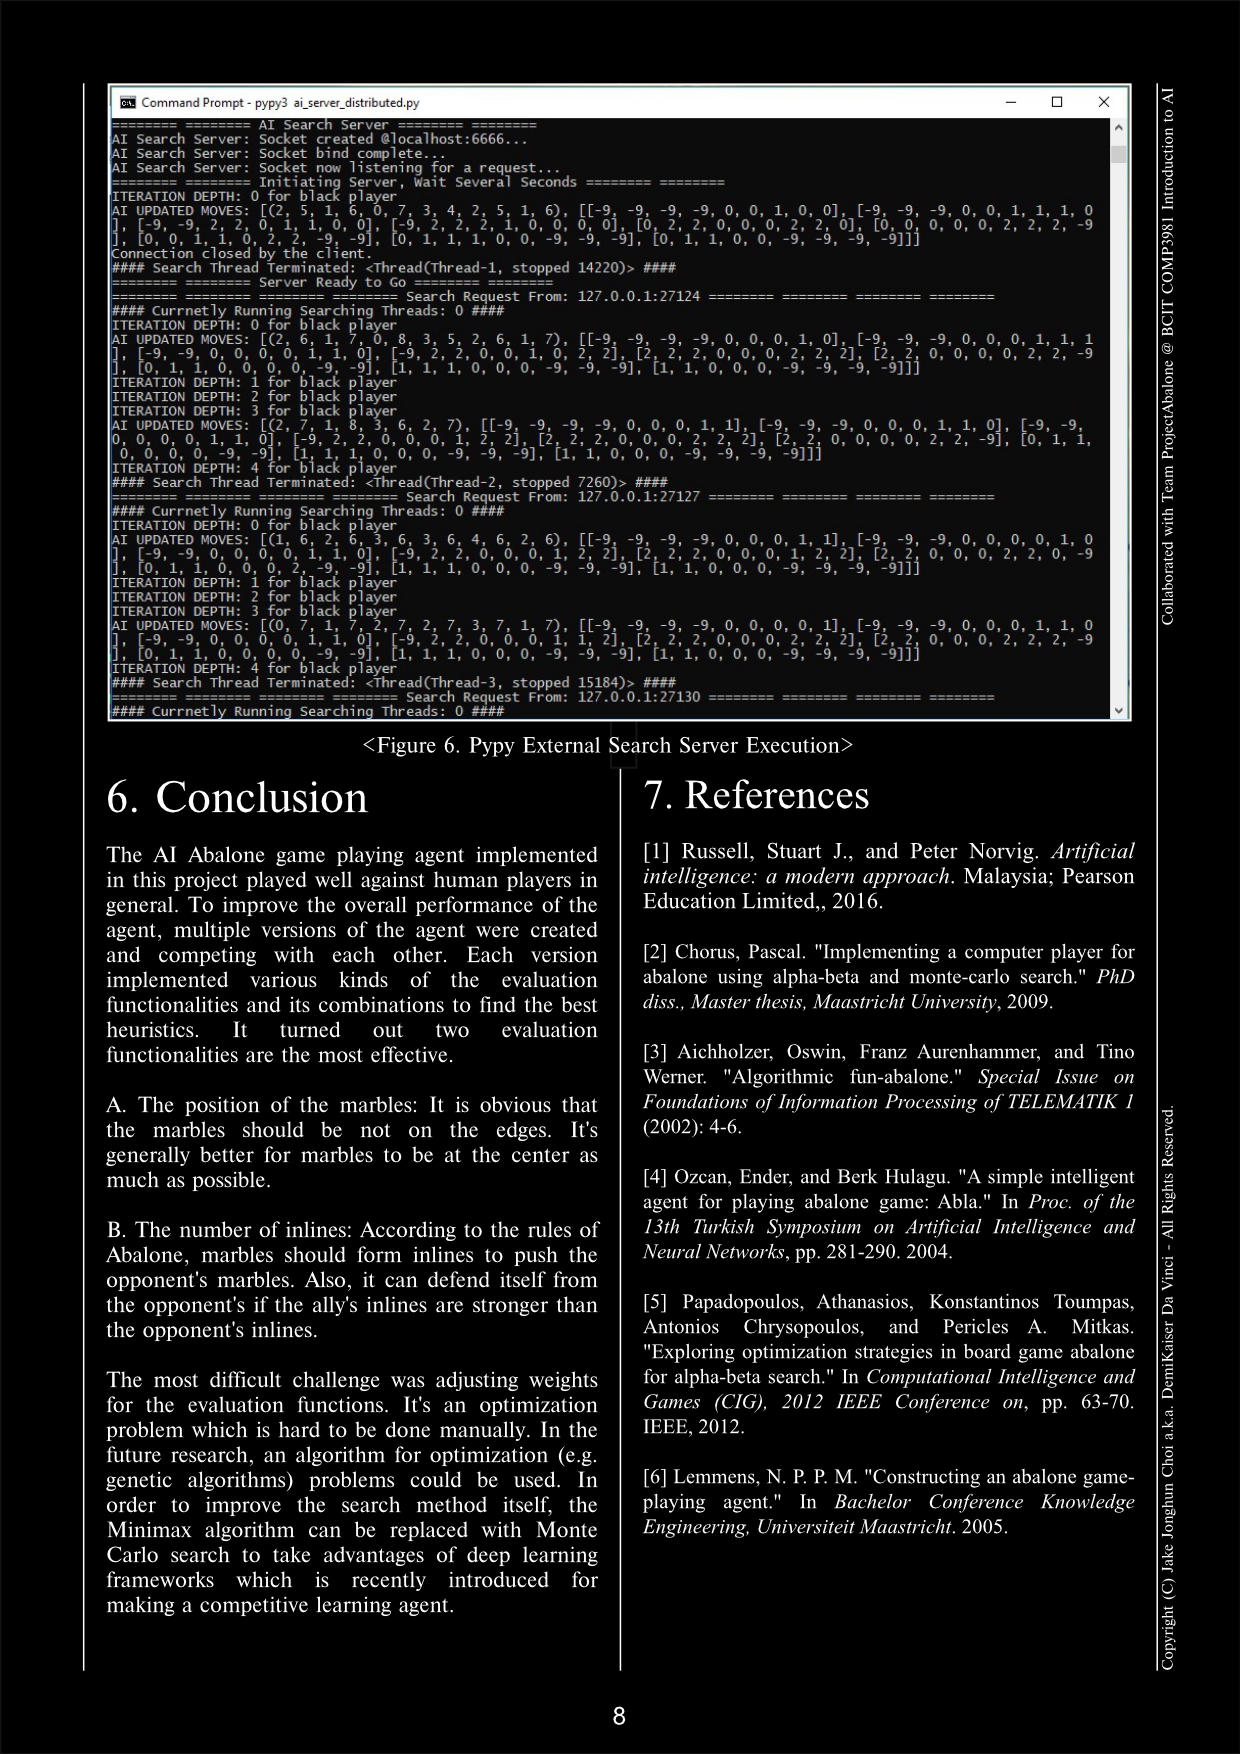 Command Prompt - pypy3  ai_server_distributed.py
======== ======== AI Search Server ======== ========
AI Search Server: Socket created @localhost:6666...
AI Search Server: Socket bind complete...
AI Search Server: Socket now listening for a request...
======== ======== Initiating Server, Wait Several Seconds ======== ========
ITERATION DEPTH: 0 for black player
AI UPDATED MOVES: [(2, 5, 1, 6, 0, 7, 3, 4, 2, 5, 1, 6), [[-9, -9, -9, -9, 0, 0, 1, 0, 0], [-9, -9, -9, 0, 0, 1, 1, 1, 0
], [-9, -9, 2, 2, 0, 1, 1, 0, 0], [-9, 2, 2, 2, 1, 0, 0, 0, 0], [0, 2, 2, 0, 0, 0, 2, 2, 0], [0, 0, 0, 0, 0, 2, 2, 2, -9
], [0, 0, 1, 1, 0, 2, 2, -9, -9], [0, 1, 1, 1, 0, 0, -9, -9, -9], [0, 1, 1, 0, 0, -9, -9, -9, -9]]]
Connection closed by the client.
#### Search Thread Terminated: <Thread(Thread-1, stopped 14220)> ####
======== ======== Server Ready to Go ======== ========
======== ======== ======== ======== Search Request From: 127.0.0.1:27124 ======== ======== ======== ========
#### Currnetly Running Searching Threads: 0 ####
ITERATION DEPTH: 0 for black player
AI UPDATED MOVES: [(2, 6, 1, 7, 0, 8, 3, 5, 2, 6, 1, 7), [[-9, -9, -9, -9, 0, 0, 0, 1, 0], [-9, -9, -9, 0, 0, 0, 1, 1, 1
], [-9, -9, 0, 0, 0, 0, 1, 1, 0], [-9, 2, 2, 0, 0, 1, 0, 2, 2], [2, 2, 2, 0, 0, 0, 2, 2, 2], [2, 2, 0, 0, 0, 0, 2, 2, -9
], [0, 1, 1, 0, 0, 0, 0, -9, -9], [1, 1, 1, 0, 0, 0, -9, -9, -9], [1, 1, 0, 0, 0, -9, -9, -9, -9]]]
ITERATION DEPTH: 1 for black player
ITERATION DEPTH: 2 for black player
ITERATION DEPTH: 3 for black player
AI UPDATED MOVES: [(2, 7, 1, 8, 3, 6, 2, 7), [[-9, -9, -9, -9, 0, 0, 0, 1, 1], [-9, -9, -9, 0, 0, 0, 1, 1, 0], [-9, -9,
0, 0, 0, 0, 1, 1, 0], [-9, 2, 2, 0, 0, 0, 1, 2, 2], [2, 2, 2, 0, 0, 0, 2, 2, 2], [2, 2, 0, 0, 0, 0, 2, 2, -9], [0, 1, 1,
0, 0, 0, 0, -9, -9], [1, 1, 1, 0, 0, 0, -9, -9, -9], [1, 1, 0, 0, 0, -9, -9, -9, -9]]]
ITERATION DEPTH: 4 for black player
#### Search Thread Terminated: <Thread(Thread-2, stopped 7260)> ####
======== ======== ======== ======== Search Request From: 127.0.0.1:27127 ======== ======== ======== ========
#### Currnetly Running Searching Threads: 0 ####
ITERATION DEPTH: 0 for black player
AI UPDATED MOVES: [(1, 6, 2, 6, 3, 6, 3, 6, 4, 6, 2, 6), [[-9, -9, -9, -9, 0, 0, 0, 1, 1], [-9, -9, -9, 0, 0, 0, 0, 1, 0
], [-9, -9, 0, 0, 0, 0, 1, 1, 0], [-9, 2, 2, 0, 0, 0, 1, 2, 2], [2, 2, 2, 0, 0, 0, 1, 2, 2], [2, 2, 0, 0, 0, 2, 2, 0, -9
], [0, 1, 1, 0, 0, 0, 2, -9, -9], [1, 1, 1, 0, 0, 0, -9, -9, -9], [1, 1, 0, 0, 0, -9, -9, -9, -9]]]
ITERATION DEPTH: 1 for black player
ITERATION DEPTH: 2 for black player
ITERATION DEPTH: 3 for black player
AI UPDATED MOVES: [(0, 7, 1, 7, 2, 7, 2, 7, 3, 7, 1, 7), [[-9, -9, -9, -9, 0, 0, 0, 0, 1], [-9, -9, -9, 0, 0, 0, 1, 1, 0
], [-9, -9, 0, 0, 0, 0, 1, 1, 0], [-9, 2, 2, 0, 0, 0, 1, 1, 2], [2, 2, 2, 0, 0, 0, 2, 2, 2], [2, 2, 0, 0, 0, 2, 2, 2, -9
], [0, 1, 1, 0, 0, 0, 0, -9, -9], [1, 1, 1, 0, 0, 0, -9, -9, -9], [1, 1, 0, 0, 0, -9, -9, -9, -9]]]
ITERATION DEPTH: 4 for black player
#### Search Thread Terminated: <Thread(Thread-3, stopped 15184)> ####
======== ======== ======== ======== Search Request From: 127.0.0.1:27130 ======== ======== ======== ========
#### Currnetly Running Searching Threads: 0 ####
<Figure 6. Pypy External Search Server Execution>
6. Conclusion
The AI Abalone game playing agent implemented
in this project played well against human players in
general. To improve the overall performance of the
agent, multiple versions of the agent were created
and competing with each other. Each version
implemented various kinds of the evaluation
functionalities and its combinations to find the best
heuristics. It turned out two evaluation
functionalities are the most effective.
A. The position of the marbles: It is obvious that
the marbles should be not on the edges. It's
generally better for marbles to be at the center as
much as possible.
B. The number of inlines: According to the rules of
Abalone, marbles should form inlines to push the
opponent's marbles. Also, it can defend itself from
the opponent's if the ally's inlines are stronger than
the opponent's inlines.
The most difficult challenge was adjusting weights
for the evaluation functions. It's an optimization
problem which is hard to be done manually. In the
future research, an algorithm for optimization (e.g.
genetic algorithms) problems could be used. In
order to improve the search method itself, the
Minimax algorithm can be replaced with Monte
Carlo search to take advantages of deep learning
frameworks which is recently introduced for
making a competitive learning agent.
7. References
[1] Russell, Stuart J., and Peter Norvig. Artificial
intelligence: a modern approach. Malaysia; Pearson
Education Limited,, 2016.
[2] Chorus, Pascal. "Implementing a computer player for
abalone using alpha-beta and monte-carlo search." PhD
diss., Master thesis, Maastricht University, 2009.
[3] Aichholzer, Oswin, Franz Aurenhammer, and Tino
Werner. "Algorithmic fun-abalone." Special Issue on
Foundations of Information Processing of TELEMATIK 1
(2002): 4-6.
[4] Ozcan, Ender, and Berk Hulagu. "A simple intelligent
agent for playing abalone game: Abla." In Proc. of the
13th Turkish Symposium on Artificial Intelligence and
Neural Networks, pp. 281-290. 2004.
[5] Papadopoulos, Athanasios, Konstantinos Toumpas,
Antonios Chrysopoulos, and Pericles A. Mitkas.
"Exploring optimization strategies in board game abalone
for alpha-beta search." In Computational Intelligence and
Games (CIG), 2012 IEEE Conference on, pp. 63-70.
IEEE, 2012.
[6] Lemmens, N. P. P. M. "Constructing an abalone game-
playing agent." In Bachelor Conference Knowledge
Engineering, Universiteit Maastricht. 2005.
Collaborated with Team ProjectAbalone @ BCIT COMP3981 Introduction to AI
Copyright (C) Jake Jonghun Choi a.k.a. DemiKaiser Da Vinci - All Rights Reserved.
8